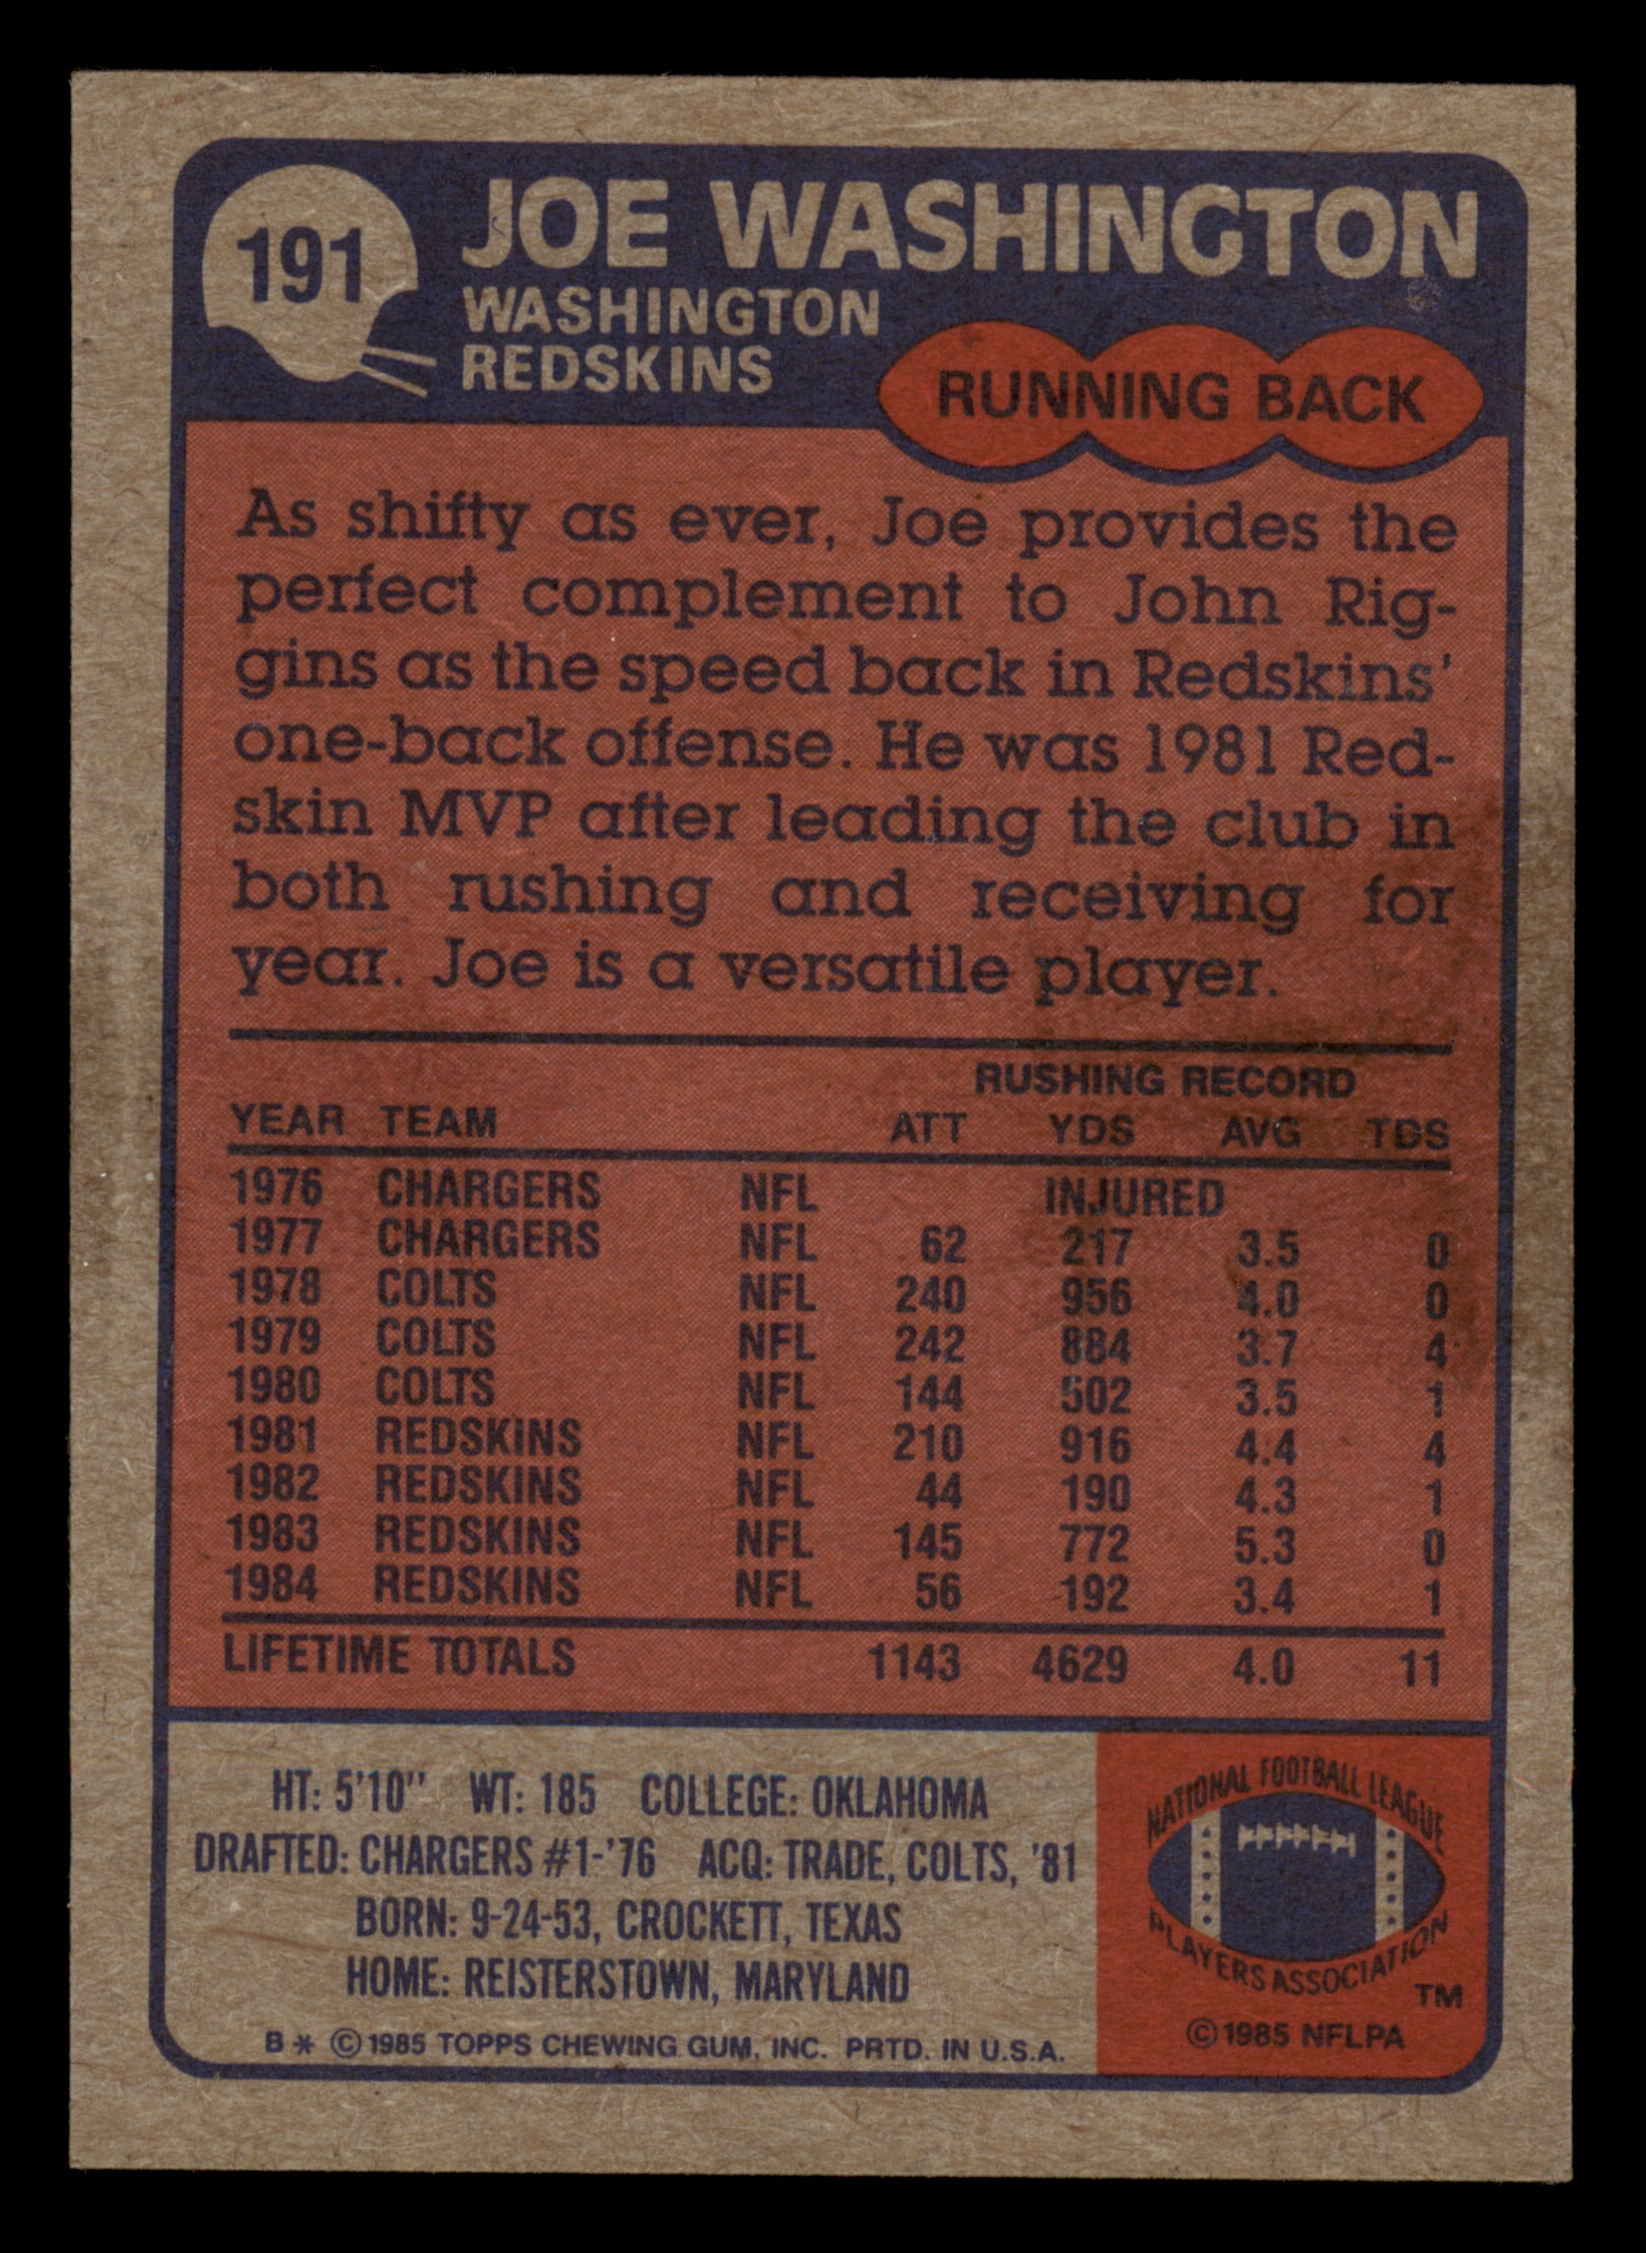 191
JOE WASHINGTON
WASHINGTON
REDSKINS
RUNNING BACK
As shifty as ever, Joe provides the
perfect complement to John Rig-
gins as the speed back in Redskins'
one-back offense. He was 1981 Red-
skin MVP after leading the club in
both rushing and receiving for
year. Joe is a versatile player.
RUSHING RECORD
YEAR TEAM ATT YDS AVG TDS
1976 CHARGERS NFL INJURED
1977 CHARGERS NFL 62 217 3.5 0
1978 COLTS NFL 240 956 4.0 0
1979 COLTS NFL 242 884 3.7 4
1980 COLTS NFL 144 502 3.5 1
1981 REDSKINS NFL 210 916 4.4 4
1982 REDSKINS NFL 44 190 4.3 1
1983 REDSKINS NFL 145 772 5.3 0
1984 REDSKINS NFL 56 192 3.4 1
LIFETIME TOTALS 1143 4629 4.0 11
HT: 5'10" WT: 185 COLLEGE: OKLAHOMA
DRAFTED: CHARGERS #1-'76 ACQ: TRADE, COLTS, '81
BORN: 9-24-53, CROCKETT, TEXAS
HOME: REISTERSTOWN, MARYLAND
B* © 1985 TOPPS CHEWING GUM, INC. PRTD. IN U.S.A.
NATIONAL FOOTBALL LEAGUE
PLAYERS ASSOCIATION
TM
© 1985 NFLPA